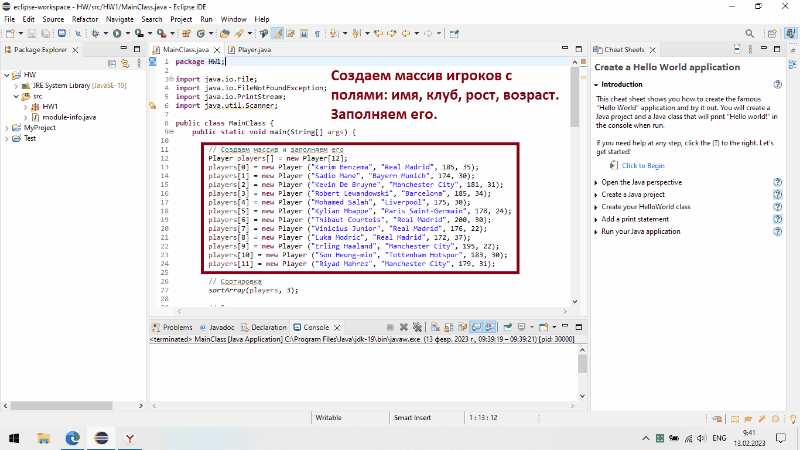 eclipse-workspace - HW/src/HW1/MainClass.java - Eclipse IDE
File Edit Source Refactor Navigate Search Project Run Window Help
Package Explorer
HW
JRE System Library [JavaSE-19]
src
HW1
module-info.java
MyProject
Test
MainClass.java
Player.java
1 package HW1;
2
3 import java.io.File;
4 import java.io.FileNotFoundException;
5 import java.io.PrintStream;
6 import java.util.Scanner;
7
8 public class MainClass {
9 public static void main(String[] args) {
10
11 // Создаем массив и заполняем его
12 Player players[] = new Player[12];
13 players[0] = new Player ("Karim Benzema", "Real Madrid", 185, 35);
14 players[1] = new Player ("Sadio Mane", "Bayern Munich", 174, 30);
15 players[2] = new Player ("Kevin De Bruyne", "Manchester City", 181, 31);
16 players[3] = new Player ("Robert Lewandowski", "Barcelona", 185, 34);
17 players[4] = new Player ("Mohamed Salah", "Liverpool", 175, 30);
18 players[5] = new Player ("Kylian Mbappe", "Paris Saint-Germain", 178, 24);
19 players[6] = new Player ("Thibaut Courtois", "Real Madrid", 200, 30);
20 players[7] = new Player ("Vinicius Junior", "Real Madrid", 176, 22);
21 players[8] = new Player ("Luka Modric", "Real Madrid", 172, 37);
22 players[9] = new Player ("Erling Haaland", "Manchester City", 195, 22);
23 players[10] = new Player ("Son Heung-min", "Tottenham Hotspur", 183, 30);
24 players[11] = new Player ("Riyad Mahrez", "Manchester City", 179, 31);
25
26 // Сортировка
27 sortArray(players, 3);
28
Создаем массив игроков с
полями: имя, клуб, рост, возраст.
Заполняем его.
Problems Javadoc Declaration Console
<terminated> MainClass [Java Application] C:\Program Files\Java\jdk-19\bin\javaw.exe (13 февр. 2023 г., 09:39:19 – 09:39:21) [pid: 30000]
Cheat Sheets
Create a Hello World application
Introduction
This cheat sheet shows you how to create the famous
"Hello World" application and try it out. You will create a
Java project and a Java class that will print "Hello world!" in
the console when run.
If you need help at any step, click the (?) to the right. Let's
get started!
Click to Begin
Open the Java perspective
Create a Java project
Create your HelloWorld class
Add a print statement
Run your Java application
Writable
Smart Insert
1 : 13 : 12
ENG
9:41
13.02.2023